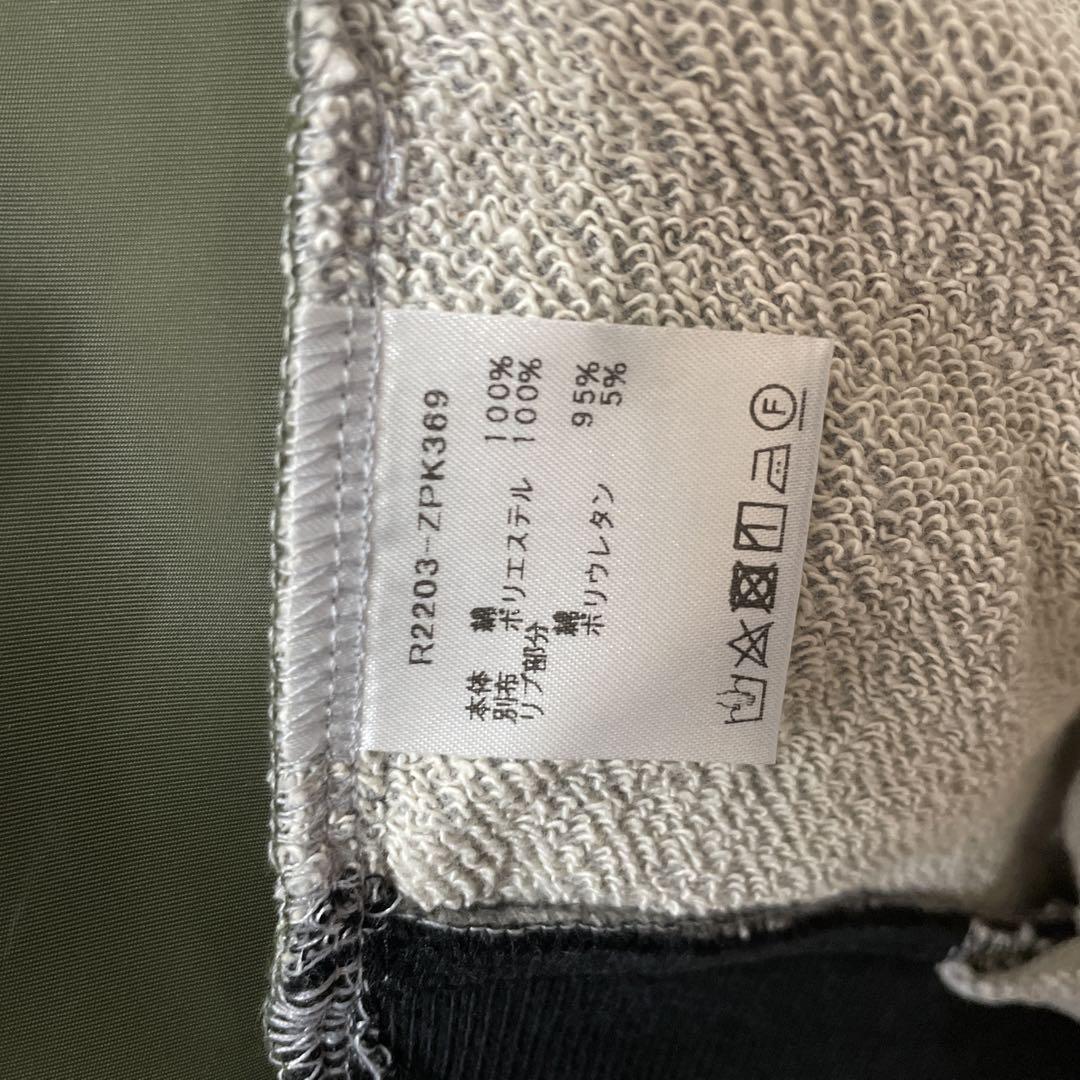 R2203-ZPK369
本体 綿 100%
別布 ポリエステル 100%
リブ部分
綿 95%
ポリウレタン 5%
F